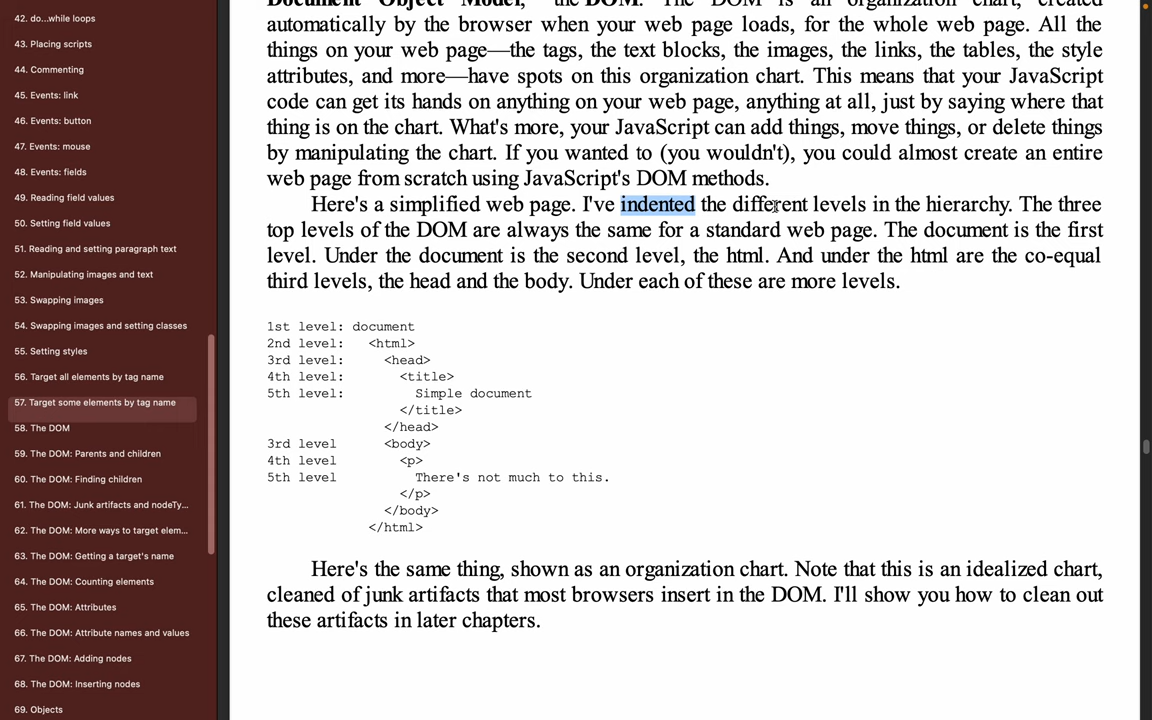 42. do...while loops
43. Placing scripts
44. Commenting
45. Events: link
46. Events: button
47. Events: mouse
48. Events: fields
49. Reading field values
50. Setting field values
51. Reading and setting paragraph text
52. Manipulating images and text
53. Swapping images
54. Swapping images and setting classes
55. Setting styles
56. Target all elements by tag name
57. Target some elements by tag name
58. The DOM
59. The DOM: Parents and children
60. The DOM: Finding children
61. The DOM: Junk artifacts and nodeTy...
62. The DOM: More ways to target elem...
63. The DOM: Getting a target's name
64. The DOM: Counting elements
65. The DOM: Attributes
66. The DOM: Attribute names and values
67. The DOM: Adding nodes
68. The DOM: Inserting nodes
69. Objects
Document Object Model, "the DOM. The DOM is an organization chart, created
automatically by the browser when your web page loads, for the whole web page. All the
things on your web page—the tags, the text blocks, the images, the links, the tables, the style
attributes, and more—have spots on this organization chart. This means that your JavaScript
code can get its hands on anything on your web page, anything at all, just by saying where that
thing is on the chart. What's more, your JavaScript can add things, move things, or delete things
by manipulating the chart. If you wanted to (you wouldn't), you could almost create an entire
web page from scratch using JavaScript's DOM methods.
Here's a simplified web page. I've indented the different levels in the hierarchy. The three
top levels of the DOM are always the same for a standard web page. The document is the first
level. Under the document is the second level, the html. And under the html are the co-equal
third levels, the head and the body. Under each of these are more levels.
1st level: document
2nd level: <html>
3rd level: <head>
4th level: <title>
5th level: Simple document
</title>
</head>
3rd level <body>
4th level <p>
5th level There's not much to this.
</p>
</body>
</html>
Here's the same thing, shown as an organization chart. Note that this is an idealized chart,
cleaned of junk artifacts that most browsers insert in the DOM. I'll show you how to clean out
these artifacts in later chapters.